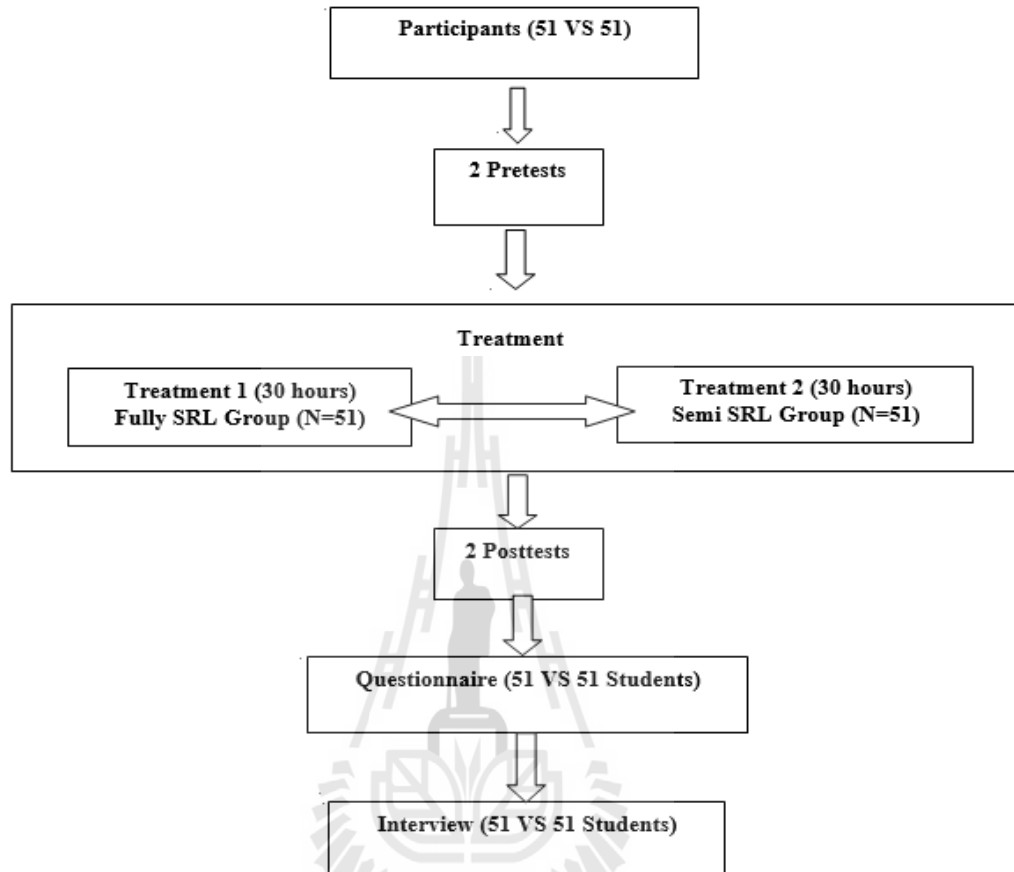 Participants (51 VS 51)
2 Pretests
Treatment
Treatment 1 (30 hours)
Fully SRL Group (N=51)
Treatment 2 (30 hours)
Semi SRL Group (N=51)
2 Posttests
Questionnaire (51 VS 51 Students)
Interview (51 VS 51 Students)